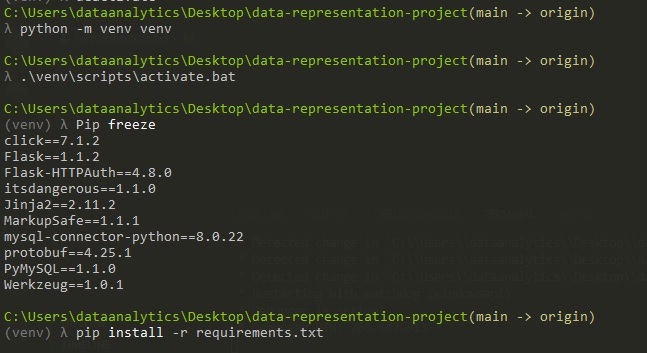 C:\Users\dataanalytics\Desktop\data-representation-project(main -> origin)
λ python -m venv venv
C:\Users\dataanalytics\Desktop\data-representation-project(main -> origin)
λ .\venv\scripts\activate.bat
C:\Users\dataanalytics\Desktop\data-representation-project(main -> origin)
(venv) λ Pip freeze
click==7.1.2
Flask==1.1.2
Flask-HTTPAuth==4.8.0
itsdangerous==1.1.0
Jinja2==2.11.2
MarkupSafe==1.1.1
mysql-connector-python==8.0.22
protobuf==4.25.1
PyMySQL==1.1.0
Werkzeug==1.0.1
C:\Users\dataanalytics\Desktop\data-representation-project(main -> origin)
(venv) λ pip install -r requirements.txt